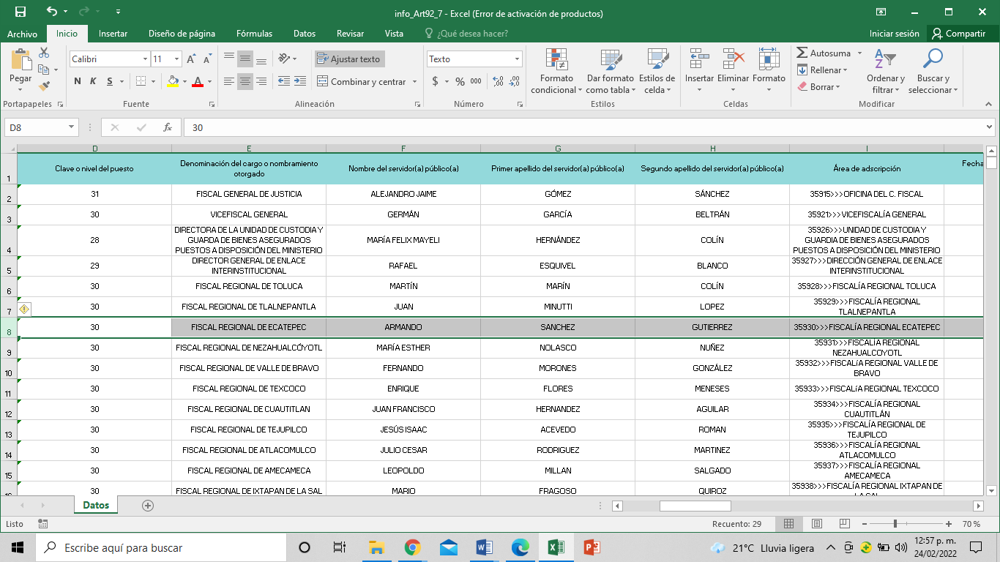 info_Art92_7 - Excel (Error de activación de productos)
Archivo Inicio Insertar Diseño de página Fórmulas Datos Revisar Vista ¿Qué desea hacer? Iniciar sesión Compartir
Pegar
Calibri 11
N K S
Ajustar texto
Combinar y centrar
Texto
$ % 000
Formato condicional
Dar formato como tabla
Estilos de celda
Insertar Eliminar Formato
Autosuma
Rellenar
Borrar
Ordenar y filtrar
Buscar y seleccionar
Portapapeles Fuente Alineación Número Estilos Celdas Modificar
D8 fx 30
D E F G H I
1 Clave o nivel del puesto Denominación del cargo o nombramiento otorgado Nombre del servidor(a) público(a) Primer apellido del servidor(a) público(a) Segundo apellido del servidor(a) público(a) Área de adscripción Fecha
2 31 FISCAL GENERAL DE JUSTICIA ALEJANDRO JAIME GÓMEZ SÁNCHEZ 35915>>>OFICINA DEL C. FISCAL
3 30 VICEFISCAL GENERAL GERMÁN GARCÍA BELTRÁN 35921>>>VICEFISCALÍA GENERAL
4 28 DIRECTORA DE LA UNIDAD DE CUSTODIA Y GUARDA DE BIENES ASEGURADOS PUESTOS A DISPOSICIÓN DEL MINISTERIO MARÍA FELIX MAYELI HERNÁNDEZ COLÍN 35926>>>UNIDAD DE CUSTODIA Y GUARDIA DE BIENES ASEGURADOS PUESTOS A DISPOSICIÓN DEL MINISTERIO
5 29 DIRECTOR GENERAL DE ENLACE INTERINSTITUCIONAL RAFAEL ESQUIVEL BLANCO 35927>>>DIRECCIÓN GENERAL DE ENLACE INTERINSTITUCIONAL
6 30 FISCAL REGIONAL DE TOLUCA MARTÍN MARÍN COLÍN 35928>>>FISCALÍA REGIONAL TOLUCA
7 30 FISCAL REGIONAL DE TLALNEPANTLA JUAN MINUTTI LOPEZ 35929>>>FISCALÍA REGIONAL TLALNEPANTLA
8 30 FISCAL REGIONAL DE ECATEPEC ARMANDO SANCHEZ GUTIERREZ 35930>>>FISCALÍA REGIONAL ECATEPEC
9 30 FISCAL REGIONAL DE NEZAHUALCÓYOTL MARÍA ESTHER NOLASCO NUÑEZ 35931>>>FISCALÍA REGIONAL NEZAHUALCOYOTL
10 30 FISCAL REGIONAL DE VALLE DE BRAVO FERNANDO MORONES GONZÁLEZ 35932>>>FISCALÍA REGIONAL VALLE DE BRAVO
11 30 FISCAL REGIONAL DE TEXCOCO ENRIQUE FLORES MENESES 35933>>>FISCALÍA REGIONAL TEXCOCO
12 30 FISCAL REGIONAL DE CUAUTITLAN JUAN FRANCISCO HERNANDEZ AGUILAR 35934>>>FISCALÍA REGIONAL CUAUTITLÁN
13 30 FISCAL REGIONAL DE TEJUPILCO JESÚS ISAAC ACEVEDO ROMAN 35935>>>FISCALÍA REGIONAL DE TEJUPILCO
14 30 FISCAL REGIONAL DE ATLACOMULCO JULIO CESAR RODRIGUEZ MARTINEZ 35936>>>FISCALÍA REGIONAL ATLACOMULCO
15 30 FISCAL REGIONAL DE AMECAMECA LEOPOLDO MILLAN SALGADO 35937>>>FISCALÍA REGIONAL AMECAMECA
30 FISCAL REGIONAL DE IXTAPAN DE LA SAL MARIO FRAGOSO QUIROZ 35938>>>FISCALÍA REGIONAL IXTAPAN DE LA SAL
Datos
Listo Recuento: 29 70 %
Escribe aquí para buscar 21°C Lluvia ligera 12:57 p. m.
24/02/2022